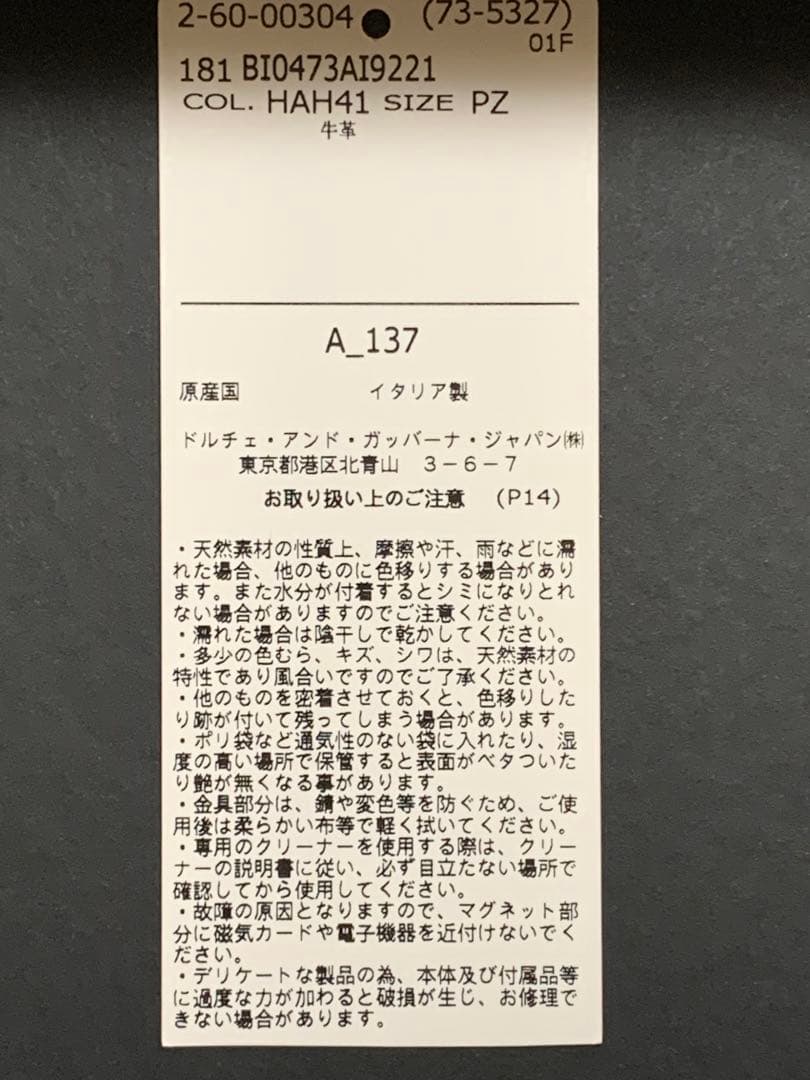 2-60-00304 (73-5327)
01F
181 BI0473AI9221
COL. HAH41 SIZE PZ
牛革
A_137
原産国 イタリア製
ドルチェ・アンド・ガッバーナ・ジャパン㈱
東京都港区北青山 3-6-7
お取り扱い上のご注意 (P14)
・天然素材の性質上、摩擦や汗、雨などに濡
れた場合、他のものに色移りする場合があり
ます。また水分が付着するとシミになりとれ
ない場合がありますのでご注意ください。
・濡れた場合は陰干しで乾かしてください。
・多少の色むら、キズ、シワは、天然素材の
特性であり風合いですのでご了承ください。
・他のものを密着させておくと、色移りした
り跡が付いて残ってしまう場合があります。
・ポリ袋など通気性のない袋に入れたり、湿
度の高い場所で保管すると表面がベタついた
り艶が無くなる事があります。
・金具部分は、錆や変色等を防ぐため、ご使
用後は柔らかい布等で軽く拭いてください。
・専用のクリーナーを使用する際は、クリー
ナーの説明書に従い、必ず目立たない場所で
確認してから使用してください。
・故障の原因となりますので、マグネット部
分に磁気カードや電子機器を近付けないでく
ださい。
・デリケートな製品の為、本体及び付属品等
に過度な力が加わると破損が生じ、お修理で
きない場合があります。